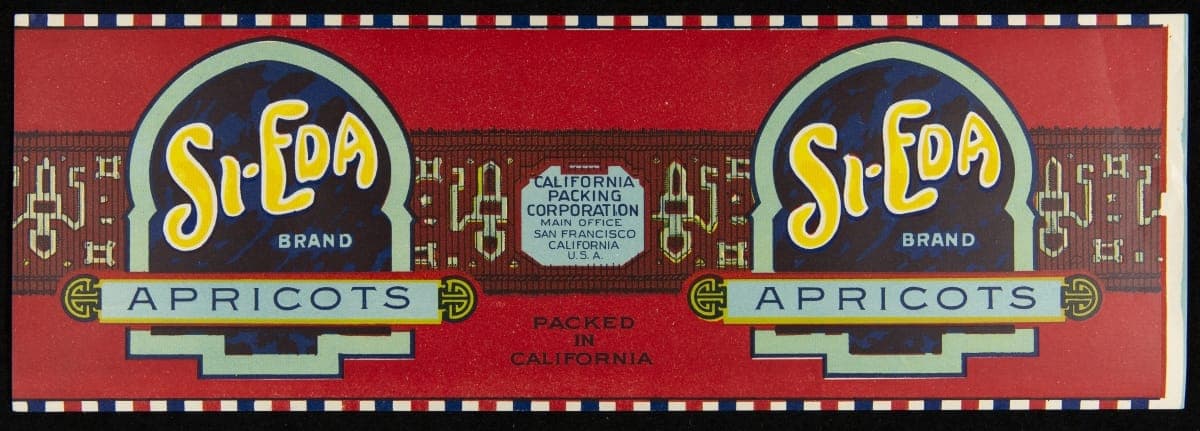 SI-EDA
BRAND
APRICOTS
CALIFORNIA
PACKING
CORPORATION
MAIN OFFICE
SAN FRANCISCO
CALIFORNIA
U.S.A.
PACKED
IN
CALIFORNIA
SI-EDA
BRAND
APRICOTS